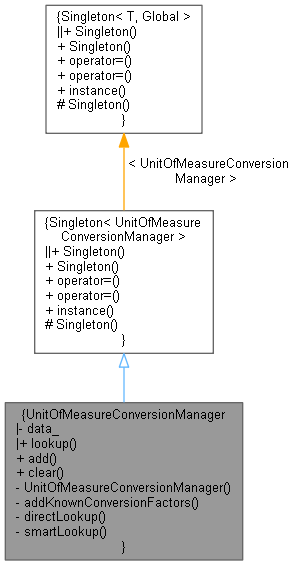 {Singleton< T, Global >
||+ Singleton()
+ Singleton()
+ operator=()
+ operator=()
+ instance()
# Singleton()
}
< UnitOfMeasureConversion
Manager >
{Singleton< UnitOfMeasure
ConversionManager >
||+ Singleton()
+ Singleton()
+ operator=()
+ operator=()
+ instance()
# Singleton()
}
{UnitOfMeasureConversionManager
|- data_
|+ lookup()
+ add()
+ clear()
- UnitOfMeasureConversionManager()
- addKnownConversionFactors()
- directLookup()
- smartLookup()
}